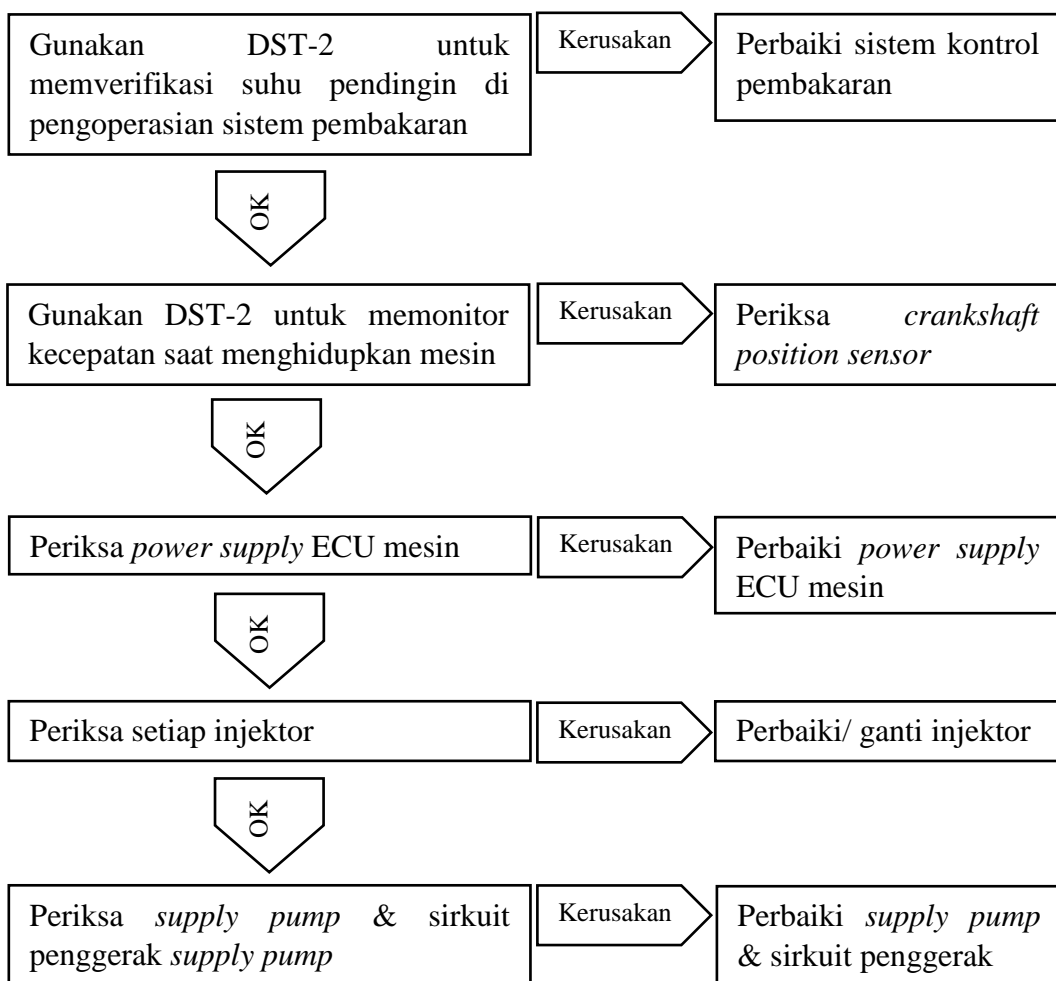 Gunakan DST-2 untuk
memverifikasi suhu pendingin di
pengoperasian sistem pembakaran
Kerusakan
Perbaiki sistem kontrol
pembakaran
OK
Gunakan DST-2 untuk memonitor
kecepatan saat menghidupkan mesin
Kerusakan
Periksa crankshaft
position sensor
OK
Periksa power supply ECU mesin
Kerusakan
Perbaiki power supply
ECU mesin
OK
Periksa setiap injektor
Kerusakan
Perbaiki/ ganti injektor
OK
Periksa supply pump & sirkuit
penggerak supply pump
Kerusakan
Perbaiki supply pump
& sirkuit penggerak